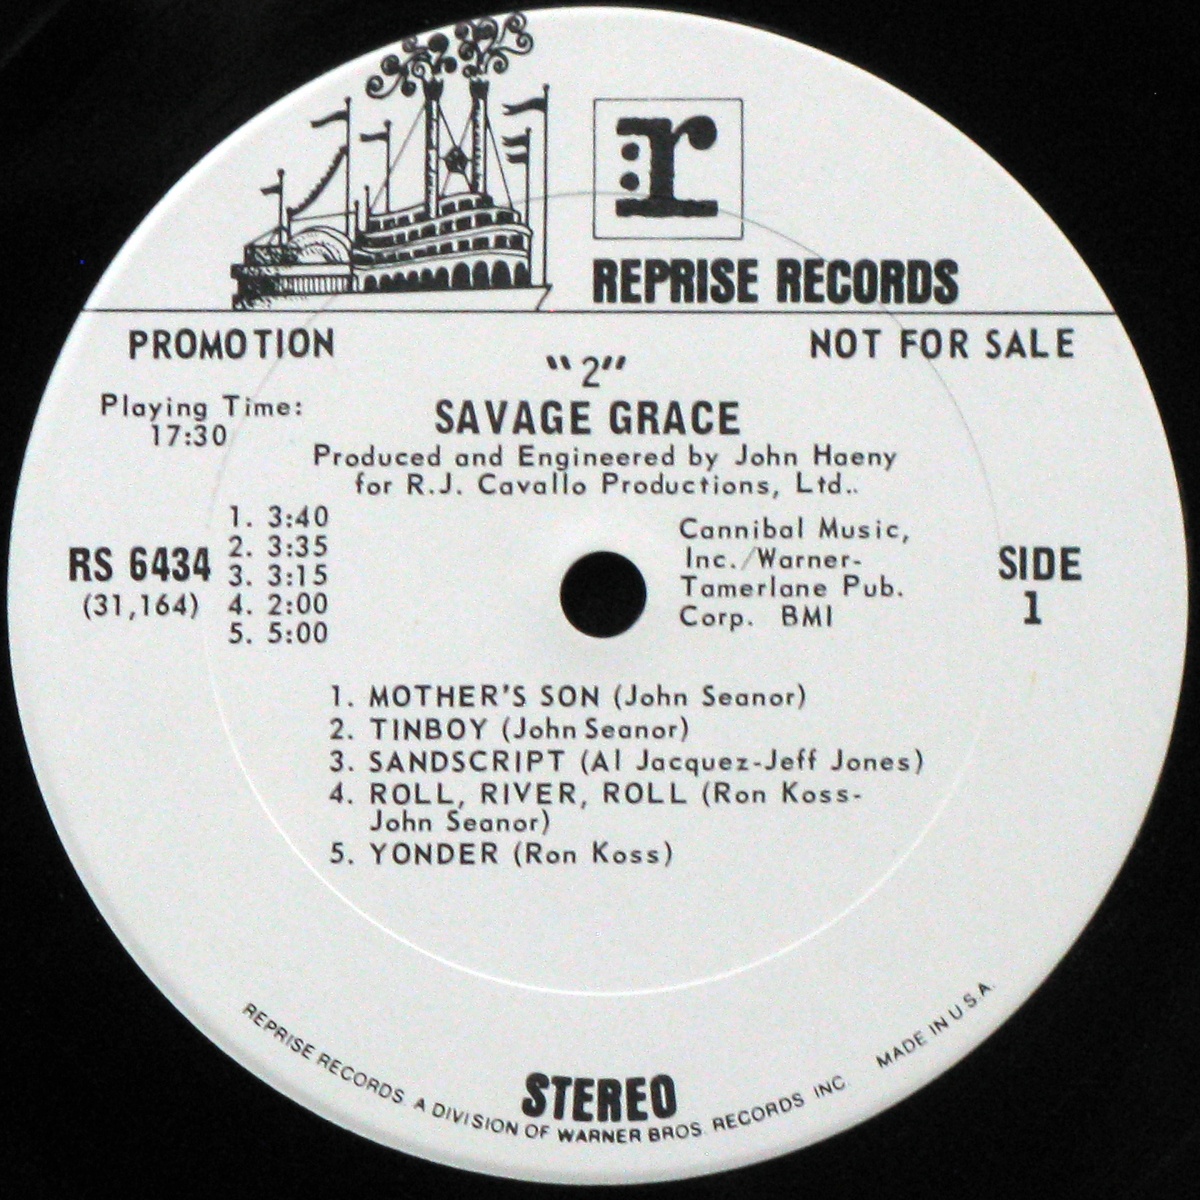 r
REPRISE RECORDS
PROMOTION
NOT FOR SALE
"2"
Playing Time:
17:30
SAVAGE GRACE
Produced and Engineered by John Haeny
for R.J. Cavallo Productions, Ltd..
1. 3:40
2. 3:35
3. 3:15
4. 2:00
5. 5:00
RS 6434
(31,164)
Cannibal Music,
Inc./Warner-
Tamerlane Pub.
Corp. BMI
SIDE
1
1. MOTHER'S SON (John Seanor)
2. TINBOY (John Seanor)
3. SANDSCRIPT (Al Jacquez-Jeff Jones)
4. ROLL, RIVER, ROLL (Ron Koss-
John Seanor)
5. YONDER (Ron Koss)
STEREO
REPRISE RECORDS. A DIVISION OF WARNER BROS. RECORDS INC. MADE IN U.S.A.